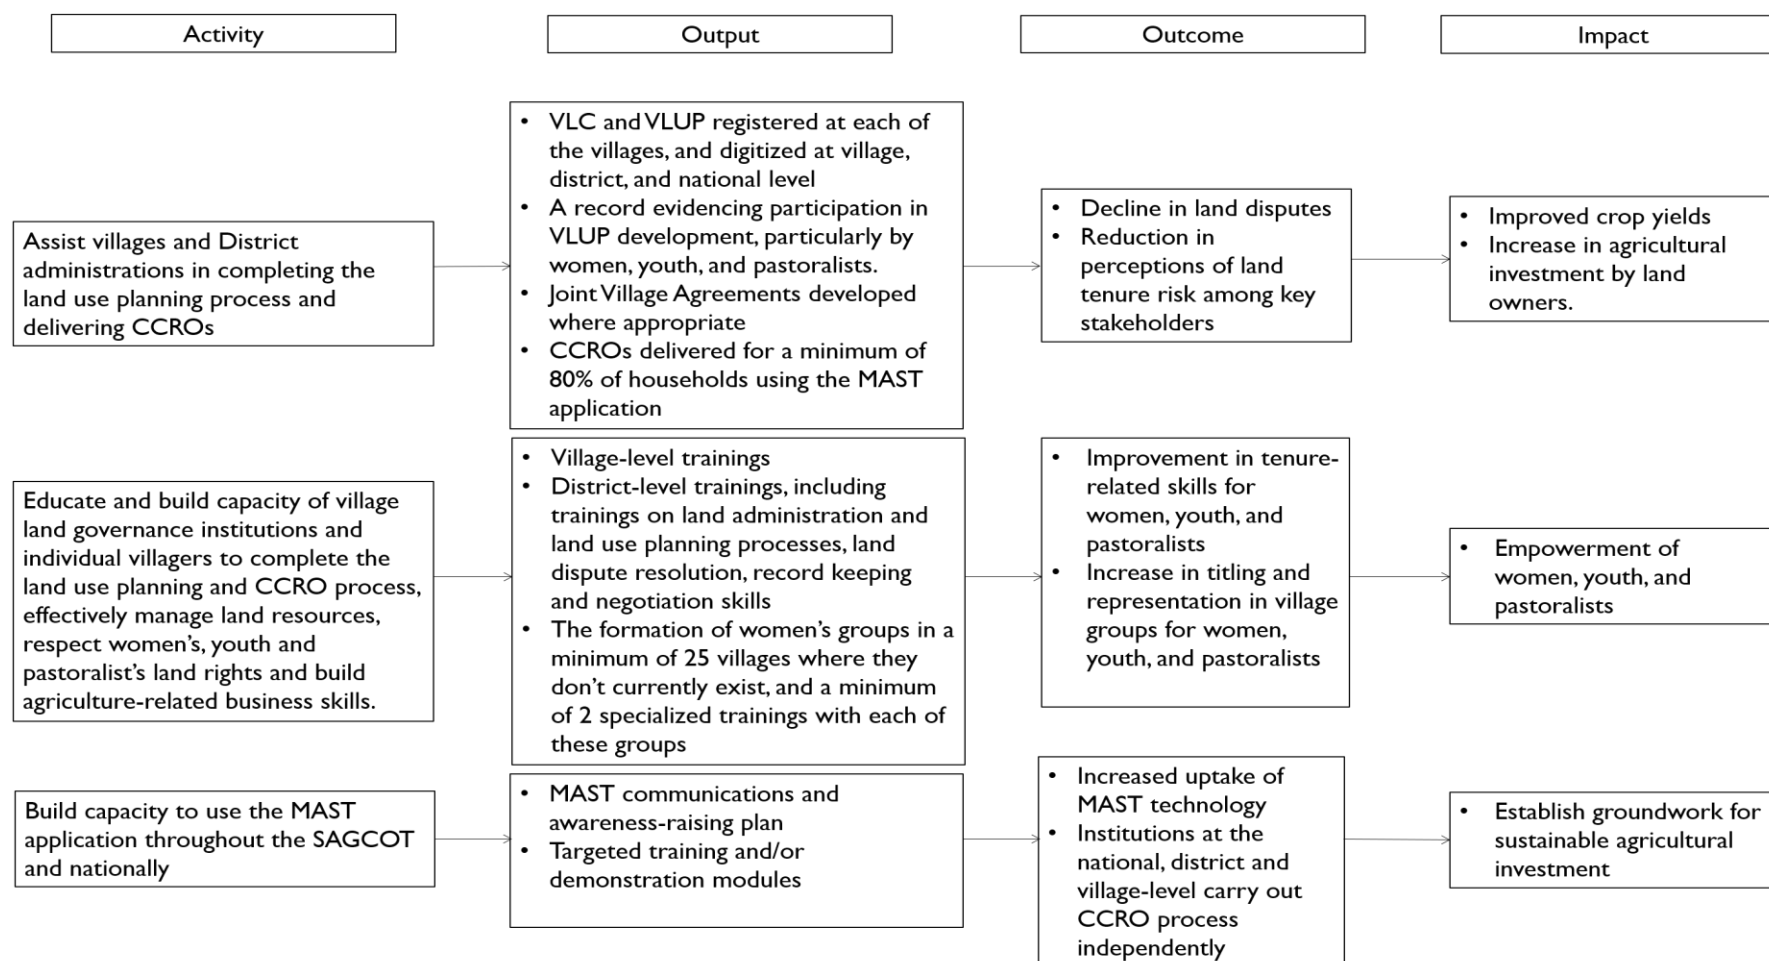 Activity
Output
Outcome
Impact
Assist villages and District
administrations in completing the
land use planning process and
delivering CCROs
• VLC and VLUP registered at each of
the villages, and digitized at village,
district, and national level
• A record evidencing participation in
VLUP development, particularly by
women, youth, and pastoralists.
• Joint Village Agreements developed
where appropriate
• CCROs delivered for a minimum of
80% of households using the MAST
application
• Decline in land disputes
• Reduction in
perceptions of land
tenure risk among key
stakeholders
• Improved crop yields
• Increase in agricultural
investment by land
owners.
Educate and build capacity of village
land governance institutions and
individual villagers to complete the
land use planning and CCRO process,
effectively manage land resources,
respect women's, youth and
pastoralist's land rights and build
agriculture-related business skills.
• Village-level trainings
• District-level trainings, including
trainings on land administration and
land use planning processes, land
dispute resolution, record keeping
and negotiation skills
• The formation of women's groups in a
minimum of 25 villages where they
don't currently exist, and a minimum
of 2 specialized trainings with each of
these groups
• Improvement in tenure-
related skills for
women, youth, and
pastoralists
• Increase in titling and
representation in village
groups for women,
youth, and pastoralists
• Empowerment of
women, youth, and
pastoralists
Build capacity to use the MAST
application throughout the SAGCOT
and nationally
• MAST communications and
awareness-raising plan
• Targeted training and/or
demonstration modules
• Increased uptake of
MAST technology
• Institutions at the
national, district and
village-level carry out
CCRO process
independently
• Establish groundwork for
sustainable agricultural
investment